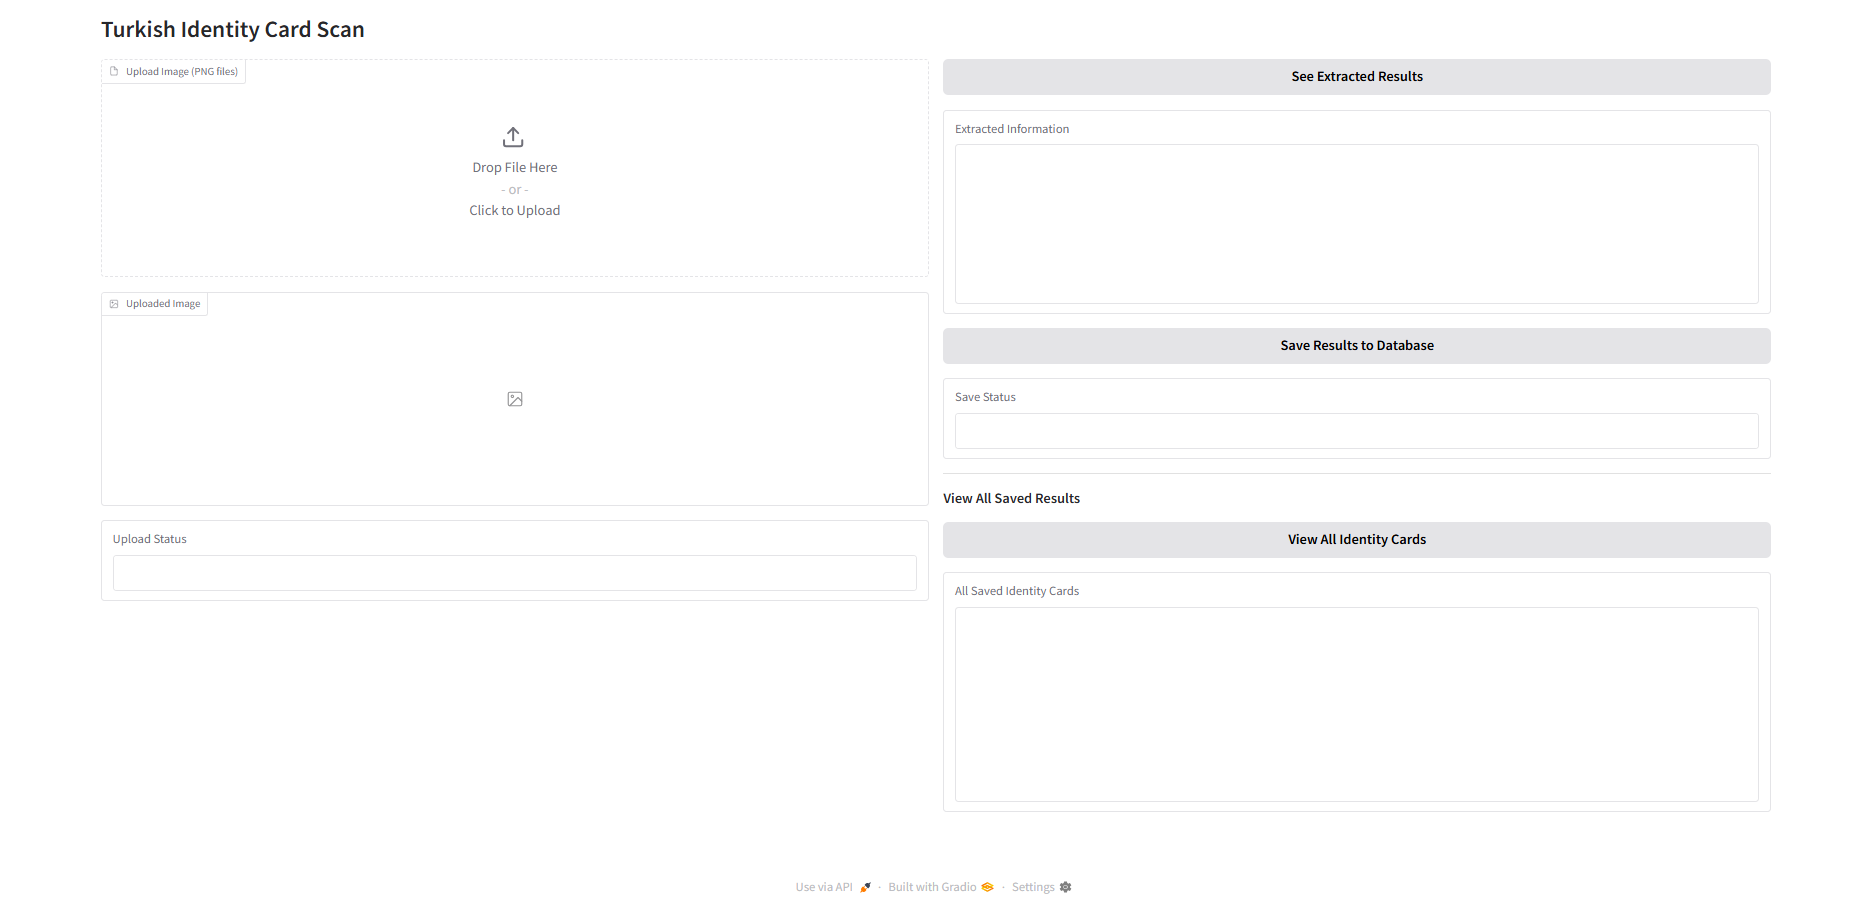 Turkish Identity Card Scan
Upload Image (PNG files)
Drop File Here
- or -
Click to Upload
Uploaded Image
Upload Status
See Extracted Results
Extracted Information
Save Results to Database
Save Status
View All Saved Results
View All Identity Cards
All Saved Identity Cards
Use via API · Built with Gradio · Settings